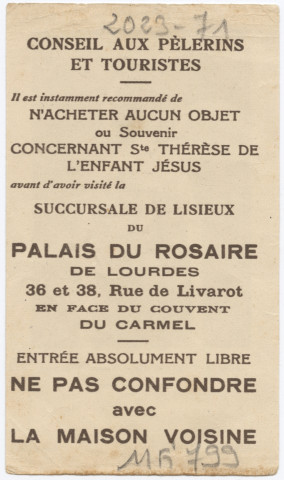 2023-71
CONSEIL AUX PÈLERINS
ET TOURISTES
Il est instamment recommandé de
N'ACHETER AUCUN OBJET
ou Souvenir
CONCERNANT Ste THÉRÈSE DE
L'ENFANT JÉSUS
avant d'avoir visité la
SUCCURSALE DE LISIEUX
DU
PALAIS DU ROSAIRE
DE LOURDES
36 et 38, Rue de Livarot
EN FACE DU COUVENT
DU CARMEL
ENTRÉE ABSOLUMENT LIBRE
NE PAS CONFONDRE
avec
LA MAISON VOISINE
799